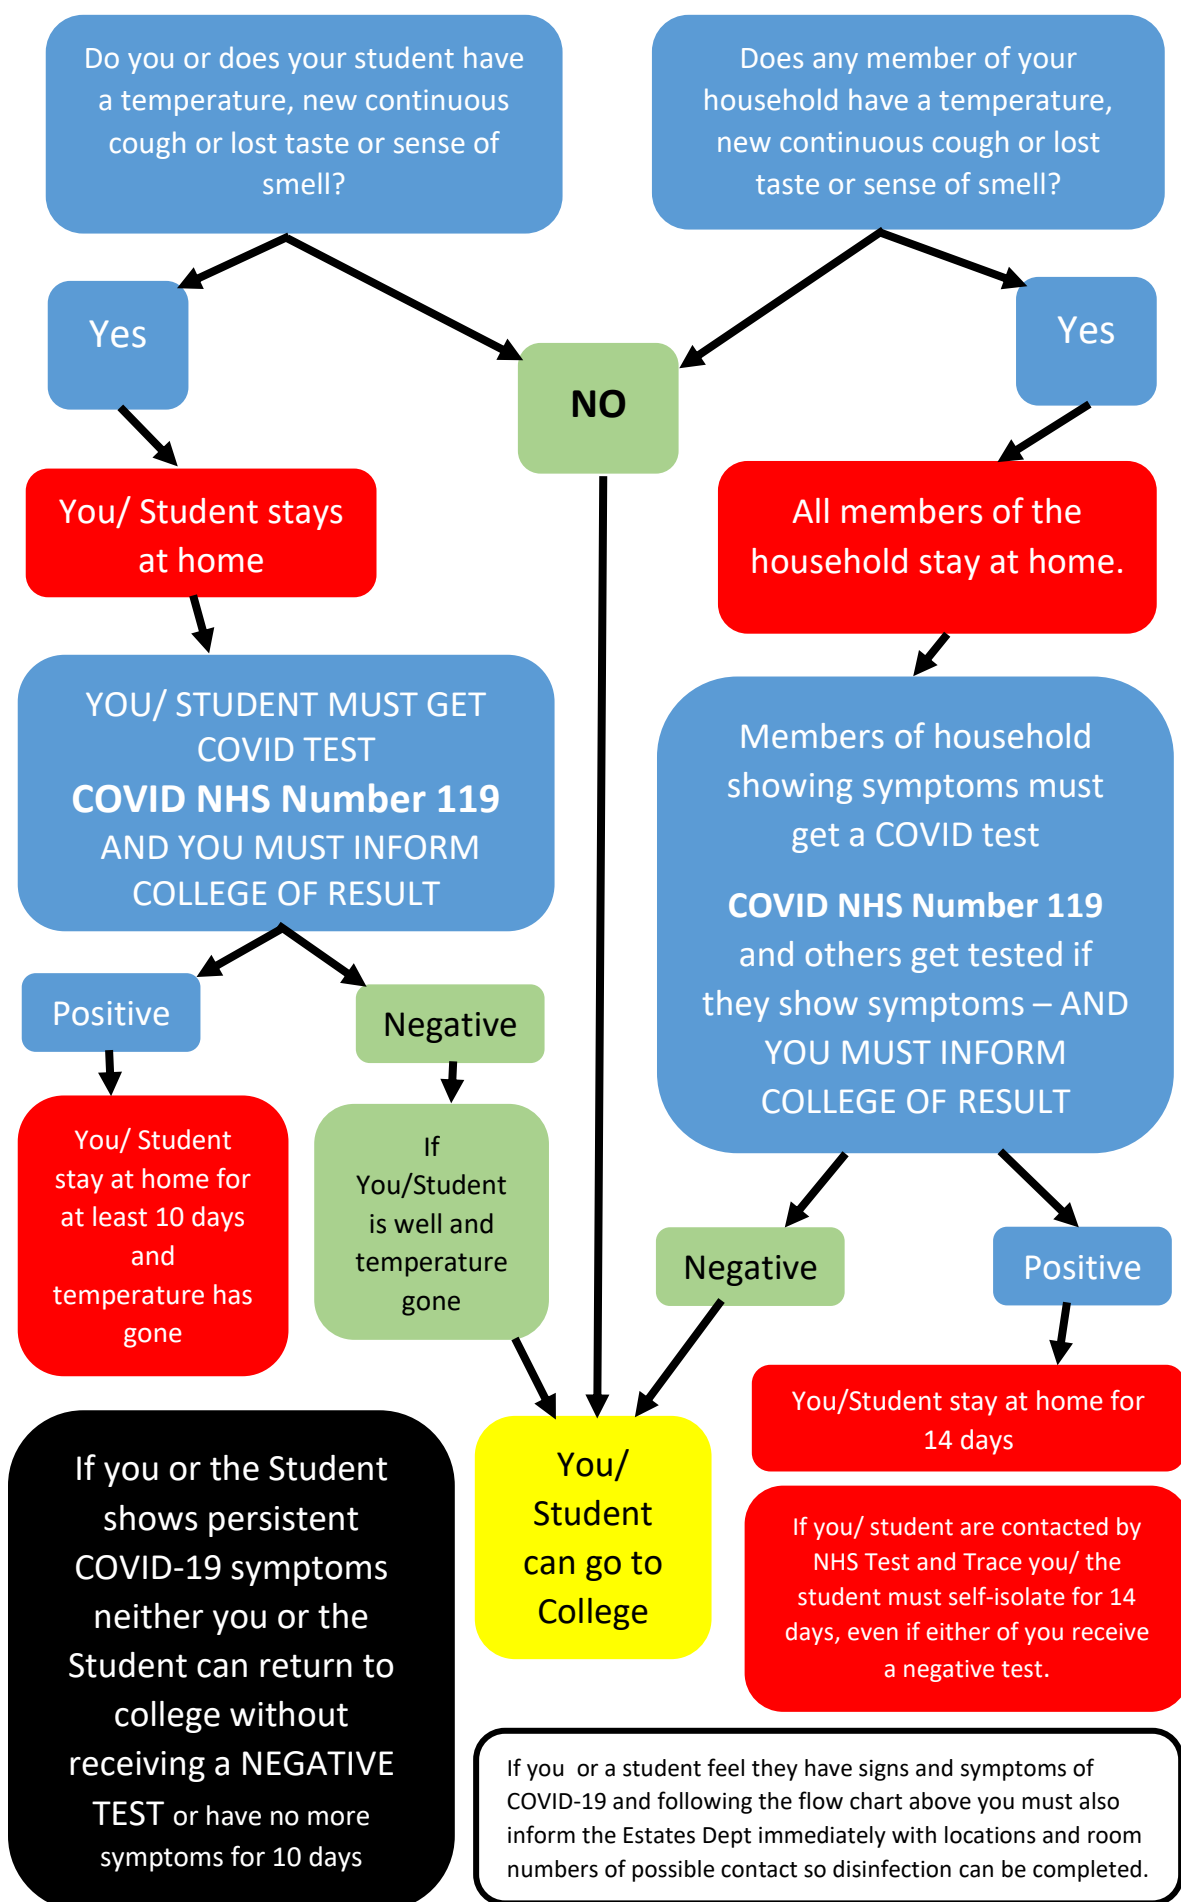 Do you or does your student have
a temperature, new continuous
cough or lost taste or sense of
smell?
Does any member of your
household have a temperature,
new continuous cough or lost
taste or sense of smell?
Yes
NO
Yes
You/ Student stays
at home
All members of the
household stay at home.
YOU/ STUDENT MUST GET
COVID TEST
COVID NHS Number 119
AND YOU MUST INFORM
COLLEGE OF RESULT
Members of household
showing symptoms must
get a COVID test
COVID NHS Number 119
and others get tested if
they show symptoms – AND
YOU MUST INFORM
COLLEGE OF RESULT
Positive
Negative
You/ Student
stay at home for
at least 10 days
and
temperature has
gone
If
You/Student
is well and
temperature
gone
Negative
Positive
You/Student stay at home for
14 days
If you or the Student
shows persistent
COVID-19 symptoms
neither you or the
Student can return to
college without
receiving a NEGATIVE
TEST or have no more
symptoms for 10 days
You/
Student
can go to
College
If you/ student are contacted by
NHS Test and Trace you/ the
student must self-isolate for 14
days, even if either of you receive
a negative test.
If you  or a student feel they have signs and symptoms of
COVID-19 and following the flow chart above you must also
inform the Estates Dept immediately with locations and room
numbers of possible contact so disinfection can be completed.